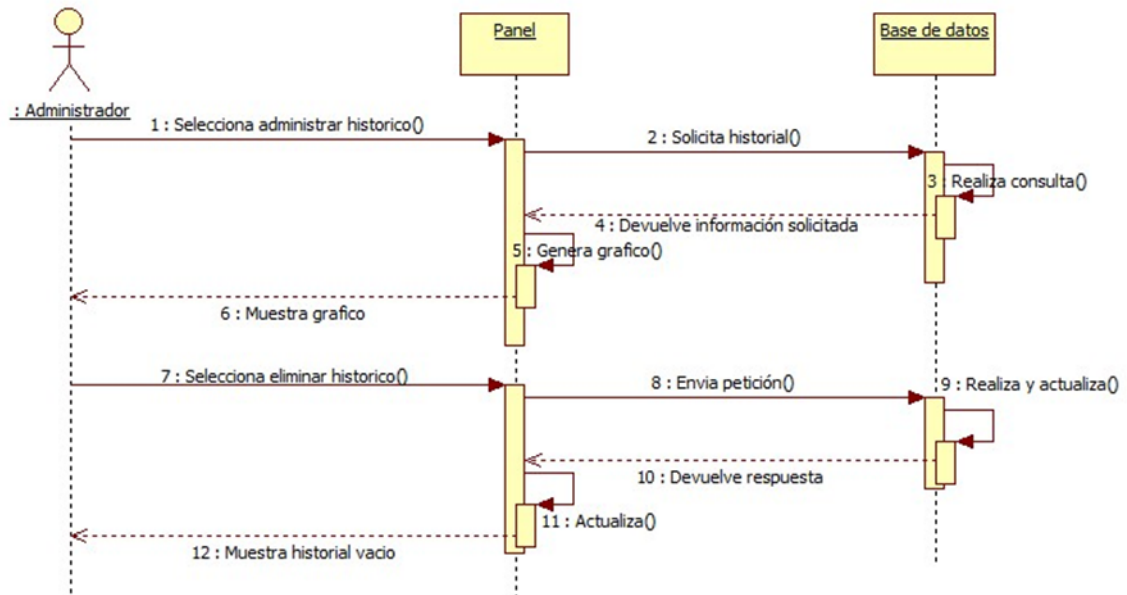 Panel
Base de datos
: Administrador
1 : Selecciona administrar historico()
2 : Solicita historial()
3 : Realiza consulta()
4 : Devuelve información solicitada
5 : Genera grafico()
6 : Muestra grafico
7 : Selecciona eliminar historico()
8 : Envia petición()
9 : Realiza y actualiza()
10 : Devuelve respuesta
11 : Actualiza()
12 : Muestra historial vacio